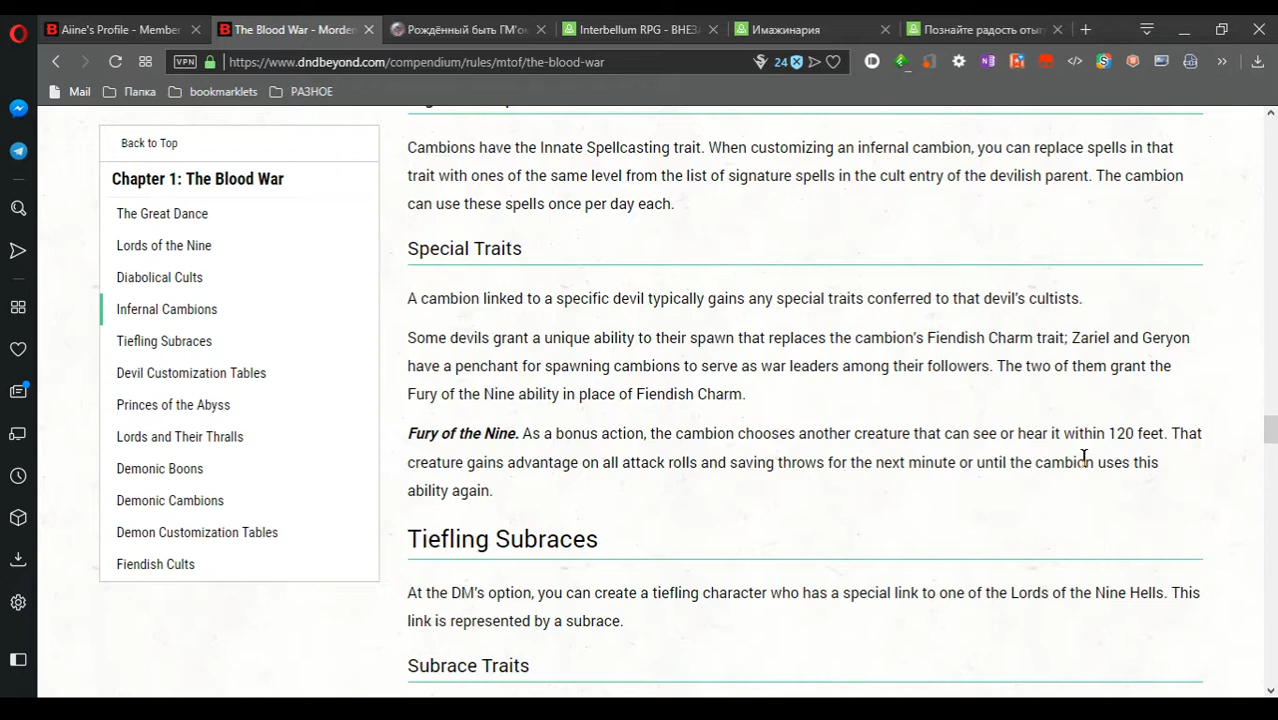 Aiine's Profile - Member
The Blood War - Morden
Рождённый быть ГМ'о
Interbellum RPG - ВНЕЗ
Имажинария
Познайте радость отыг
VPN
https://www.dndbeyond.com/compendium/rules/mtof/the-blood-war
24
Mail
Папка
bookmarklets
РАЗНОЕ
Back to Top
Chapter 1: The Blood War
The Great Dance
Lords of the Nine
Diabolical Cults
Infernal Cambions
Tiefling Subraces
Devil Customization Tables
Princes of the Abyss
Lords and Their Thralls
Demonic Boons
Demonic Cambions
Demon Customization Tables
Fiendish Cults
Cambions have the Innate Spellcasting trait. When customizing an infernal cambion, you can replace spells in that
trait with ones of the same level from the list of signature spells in the cult entry of the devilish parent. The cambion
can use these spells once per day each.
Special Traits
A cambion linked to a specific devil typically gains any special traits conferred to that devil's cultists.
Some devils grant a unique ability to their spawn that replaces the cambion's Fiendish Charm trait; Zariel and Geryon
have a penchant for spawning cambions to serve as war leaders among their followers. The two of them grant the
Fury of the Nine ability in place of Fiendish Charm.
Fury of the Nine. As a bonus action, the cambion chooses another creature that can see or hear it within 120 feet. That
creature gains advantage on all attack rolls and saving throws for the next minute or until the cambion uses this
ability again.
Tiefling Subraces
At the DM's option, you can create a tiefling character who has a special link to one of the Lords of the Nine Hells. This
link is represented by a subrace.
Subrace Traits